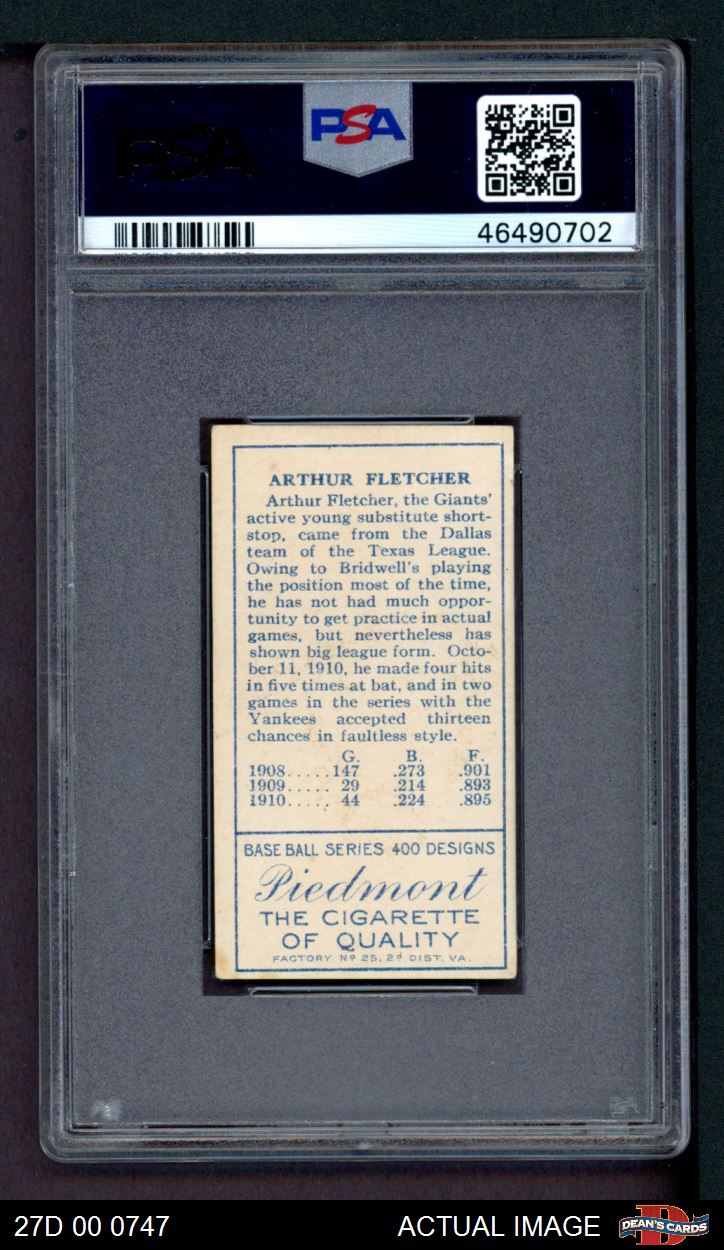 PSA
PSA
46490702
ARTHUR FLETCHER
Arthur Fletcher, the Giants'
active young substitute short-
stop, came from the Dallas
team of the Texas League.
Owing to Bridwell's playing
the position most of the time,
he has not had much oppor-
tunity to get practice in actual
games, but nevertheless has
shown big league form. Octo-
ber 11, 1910, he made four hits
in five times at bat, and in two
games in the series with the
Yankees accepted thirteen
chances in faultless style.
G. B. F.
1908.....147 .273 .901
1909..... 29 .214 .893
1910..... 44 .224 .895
BASE BALL SERIES 400 DESIGNS
Piedmont
THE CIGARETTE
OF QUALITY
FACTORY Nº 25, 2d DIST. VA.
27D 00 0747 ACTUAL IMAGE DEAN'S CARDS